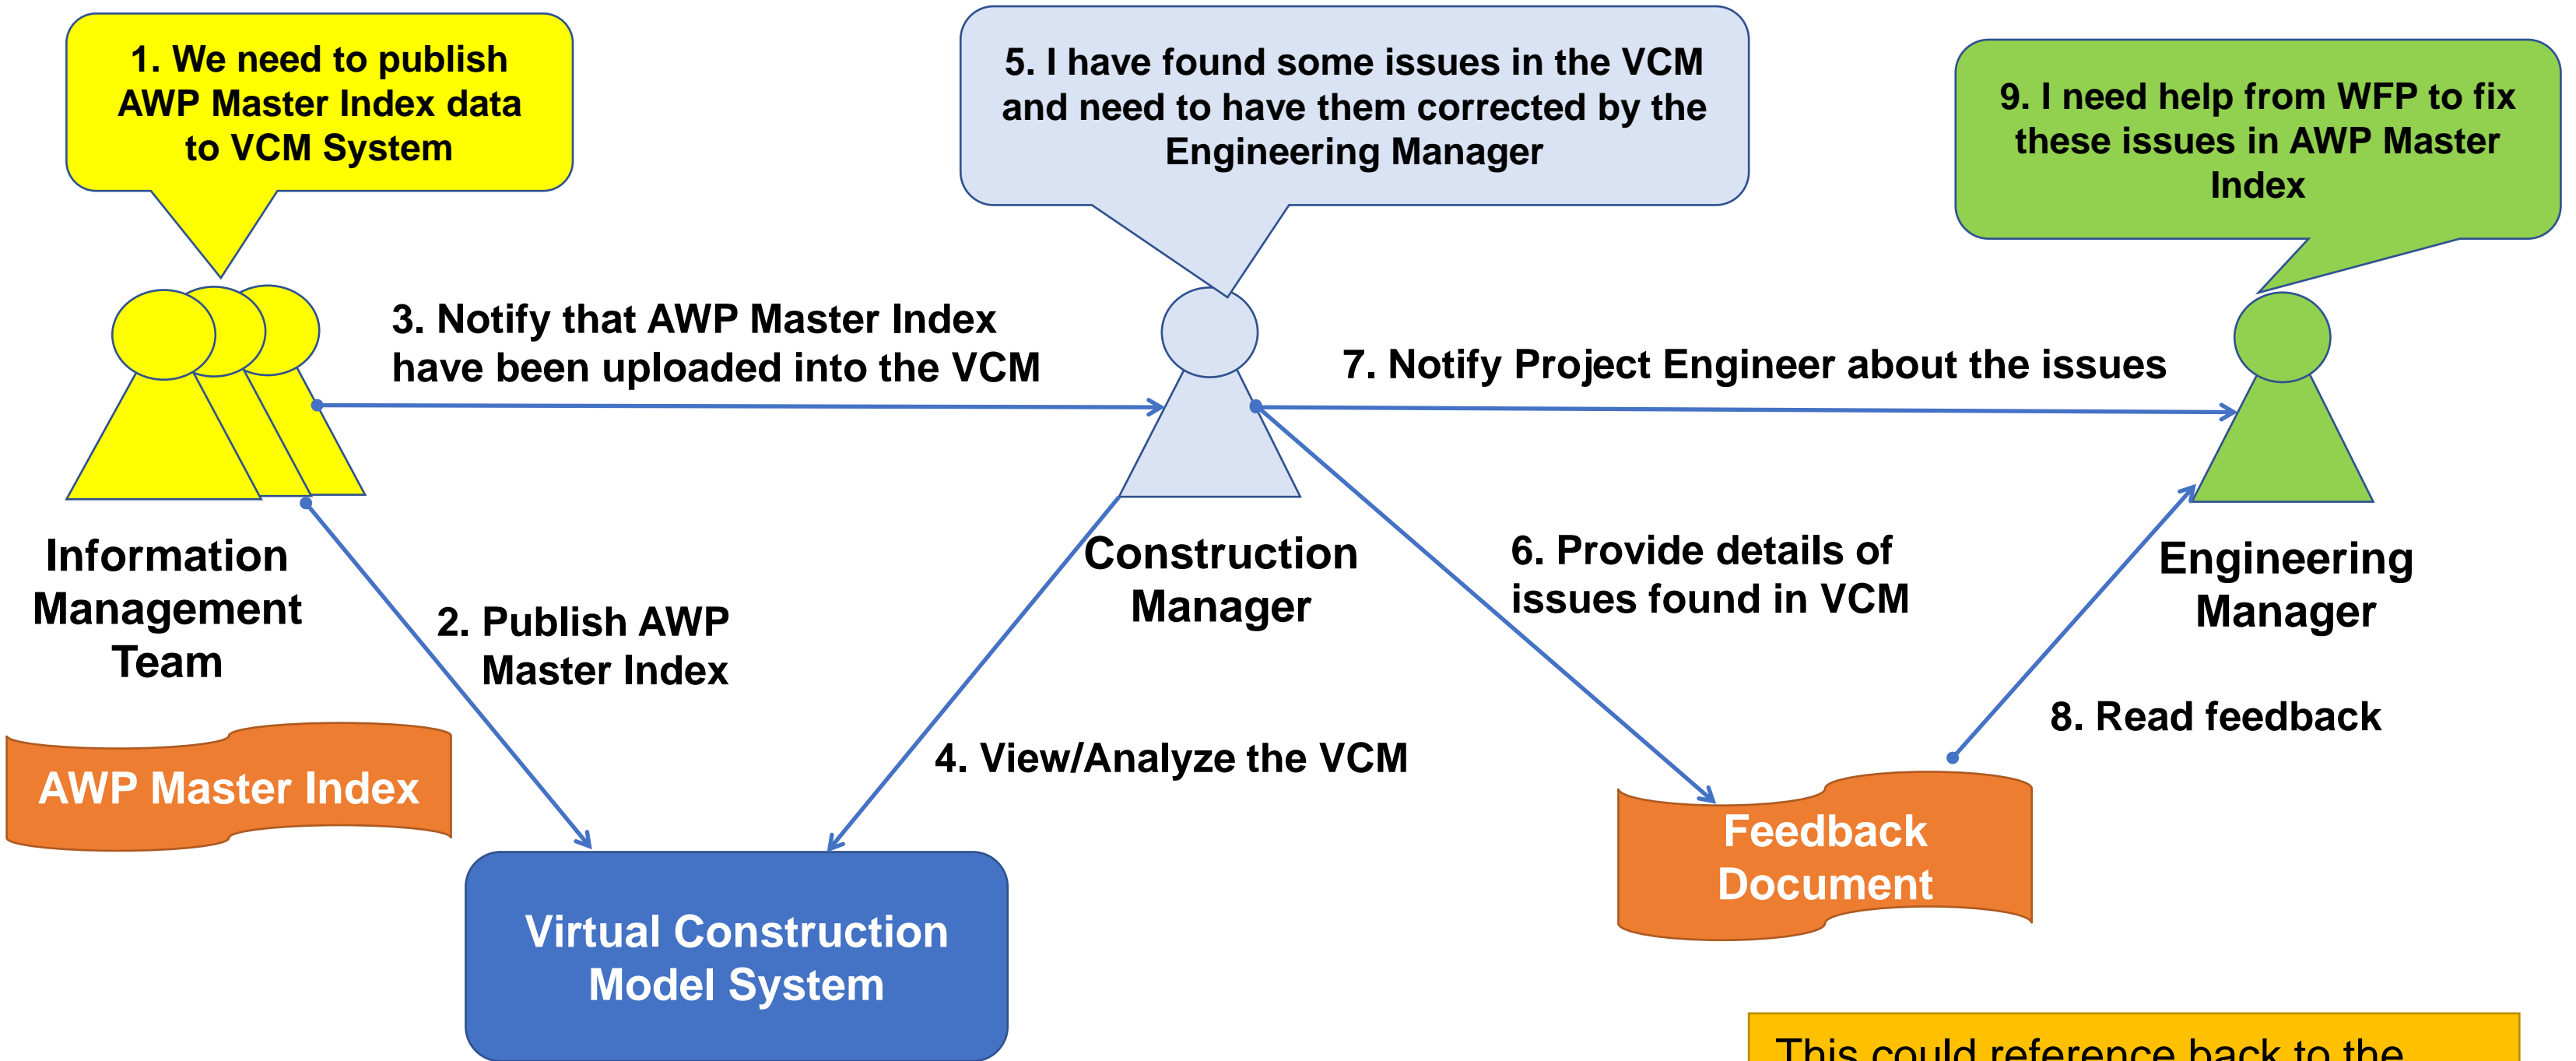 1. We need to publish
AWP Master Index data
to VCM System
5. I have found some issues in the VCM
and need to have them corrected by the
Engineering Manager
9. I need help from WFP to fix
these issues in AWP Master
Index
3. Notify that AWP Master Index
have been uploaded into the VCM
7. Notify Project Engineer about the issues
Information
Management
Team
2. Publish AWP
Master Index
Construction
Manager
6. Provide details of
issues found in VCM
Engineering
Manager
AWP Master Index
4. View/Analyze the VCM
8. Read feedback
Feedback
Document
Virtual Construction
Model System
This could reference back to the